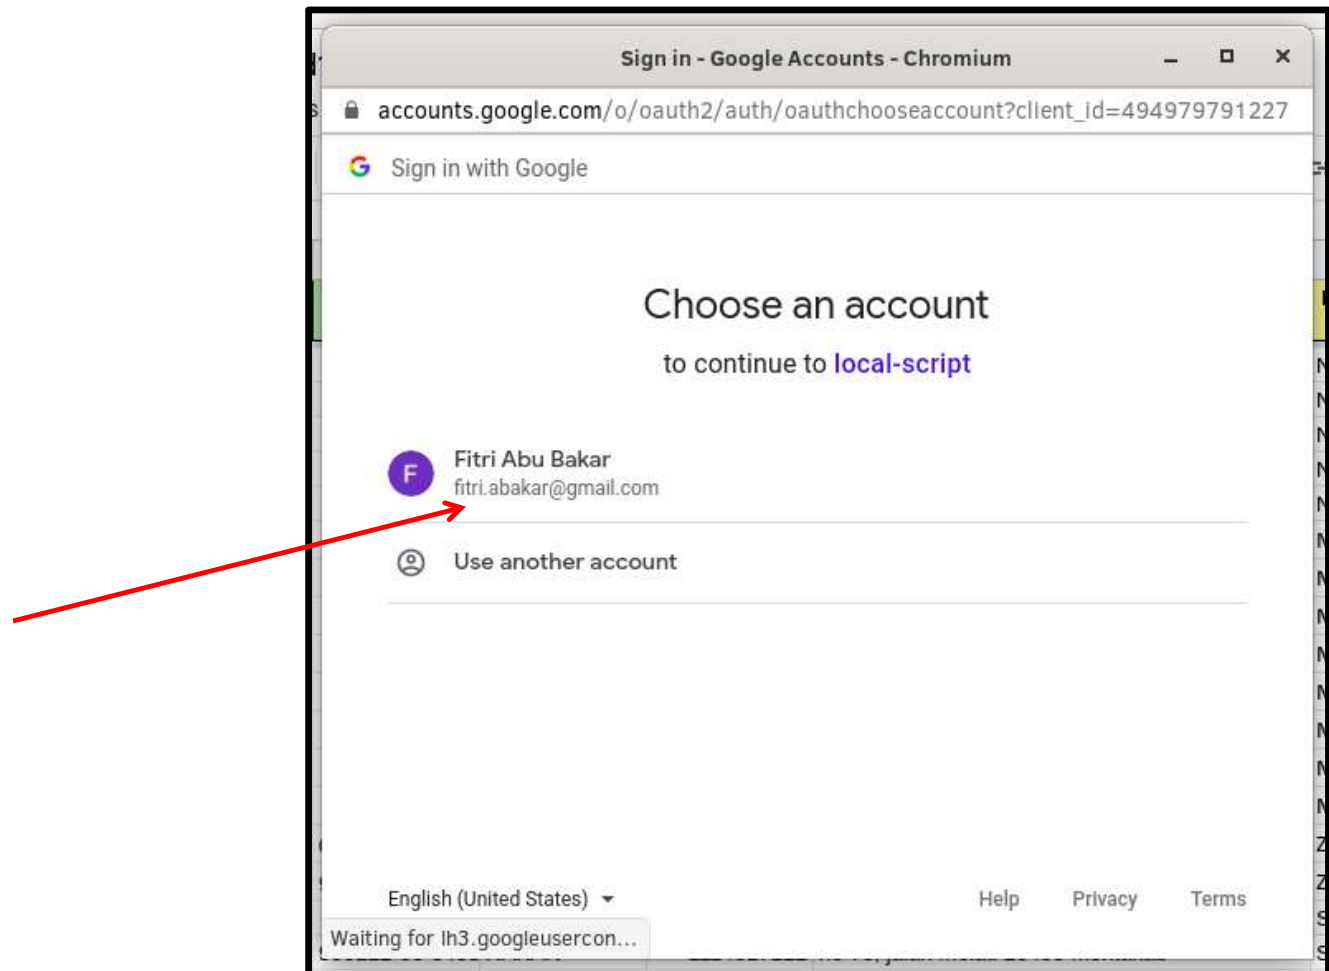 Sign in - Google Accounts - Chromium
accounts.google.com/o/oauth2/auth/oauthchooseaccount?client_id=494979791227
Sign in with Google
Choose an account
to continue to local-script
F
Fitri Abu Bakar
fitri.abakar@gmail.com
Use another account
English (United States)
Help Privacy Terms
Waiting for lh3.googleusercon...